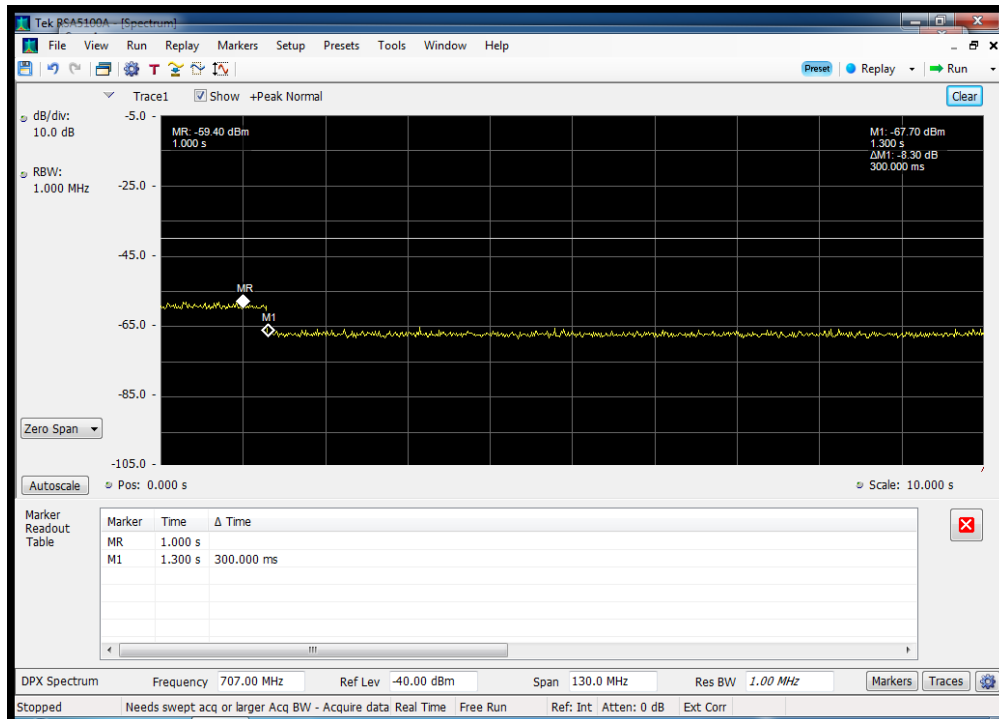 Tek RSA5100A - [Spectrum]
File View Run Replay Markers Setup Presets Tools Window Help
T Preset Replay Run
Trace1 Show +Peak Normal Clear
dB/div:
10.0 dB
RBW:
1.000 MHz
-5.0
-25.0
-45.0
-65.0
-85.0
-105.0
MR: -59.40 dBm
1.000 s
M1: -67.70 dBm
1.300 s
ΔM1: -8.30 dB
300.000 ms
MR
M1
Zero Span
Autoscale Pos: 0.000 s Scale: 10.000 s
Marker
Readout
Table
Marker Time Δ Time
MR 1.000 s
M1 1.300 s 300.000 ms
DPX Spectrum Frequency 707.00 MHz Ref Lev -40.00 dBm Span 130.0 MHz Res BW 1.00 MHz Markers Traces
Stopped Needs swept acq or larger Acq BW - Acquire data Real Time Free Run Ref: Int Atten: 0 dB Ext Corr